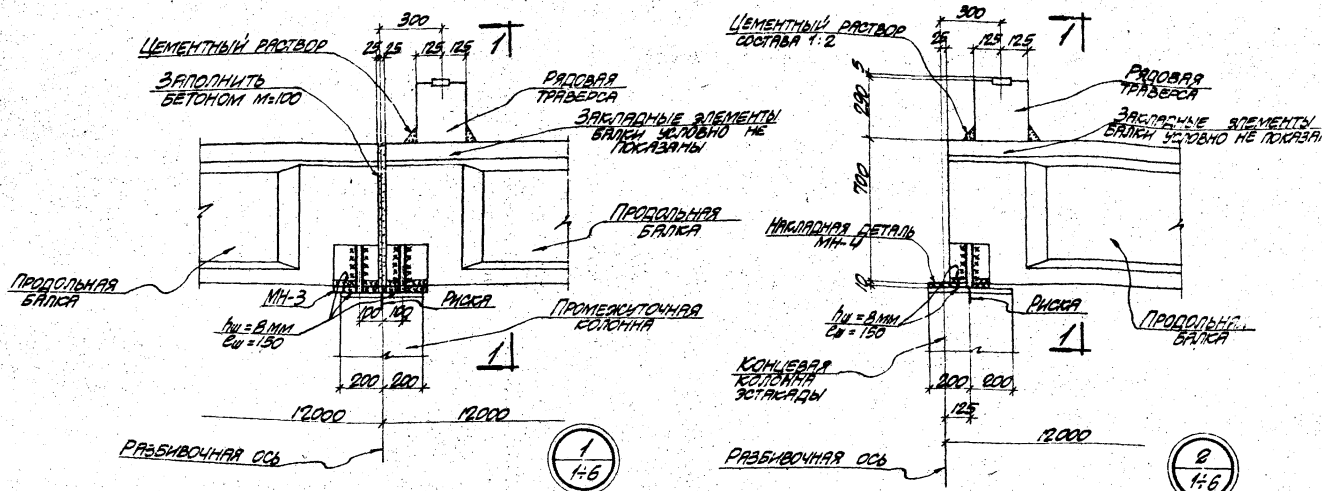 300
25 25 125 125
1
ЦЕМЕНТНЫЙ РАСТВОР
ЗАПОЛНИТЬ
БЕТОНОМ М=100
РЯДОВАЯ
ТРАВЕРСА
ЗАКЛАДНЫЕ ЭЛЕМЕНТЫ
БАЛКИ УСЛОВНО НЕ
ПОКАЗАНЫ
ПРОДОЛЬНАЯ
БАЛКА
ПРОДОЛЬНАЯ
БАЛКА
МН-3
РИСКА
100 100
hш = 8 мм
ℓш = 150
ПРОМЕЖУТОЧНАЯ
КОЛОННА
1
200 200
12000 12000
РАЗБИВОЧНАЯ ОСЬ
1
1÷6
300
25 125 125
1
ЦЕМЕНТНЫЙ РАСТВОР
СОСТАВА 1:2
5
290
700
10
РЯДОВАЯ
ТРАВЕРСА
ЗАКЛАДНЫЕ ЭЛЕМЕНТЫ
БАЛКИ УСЛОВНО НЕ ПОКАЗАН
НАКЛАДНАЯ ДЕТАЛЬ
МН-4
РИСКА
hш = 8 мм
ℓш = 150
ПРОДОЛЬНАЯ
БАЛКА
1
КОНЦЕВАЯ
КОЛОННА
ЭСТАКАДЫ
200 200
125
12000
РАЗБИВОЧНАЯ ОСЬ
2
1÷6